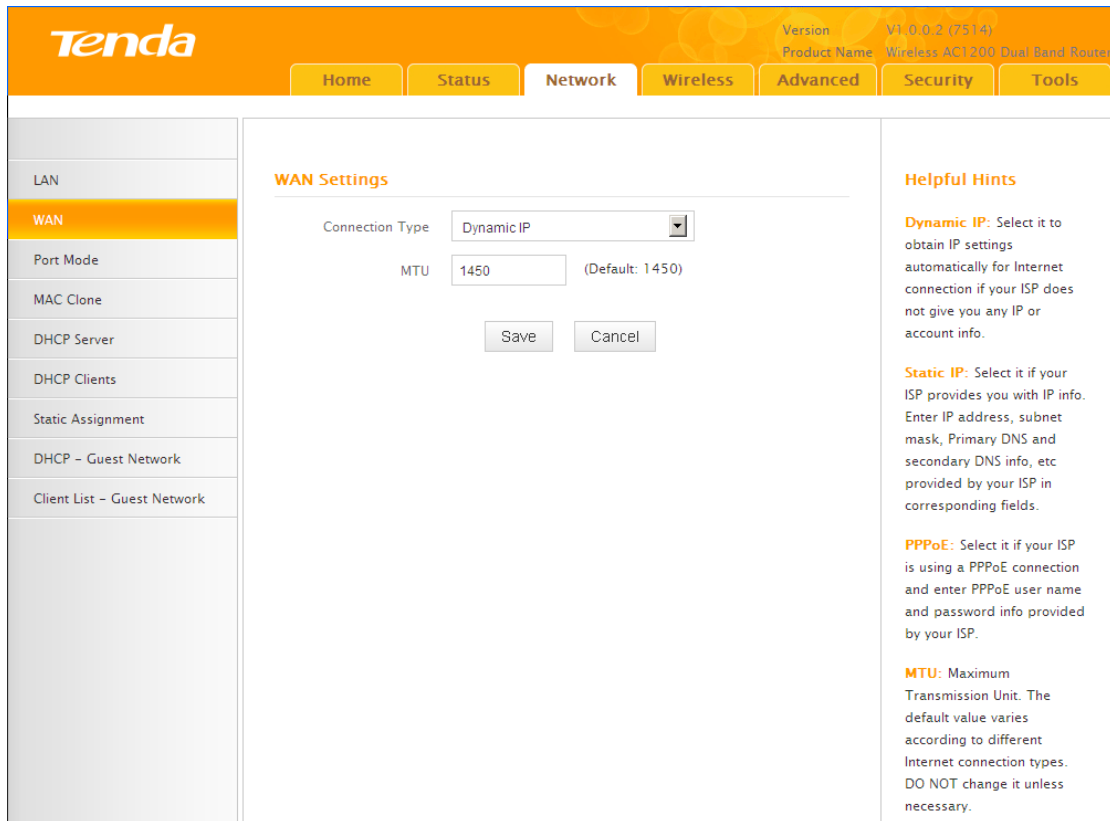 Tenda
Version V1.0.0.2 (7514)
Product Name Wireless AC1200 Dual Band Router
Home Status Network Wireless Advanced Security Tools
LAN
WAN
Port Mode
MAC Clone
DHCP Server
DHCP Clients
Static Assignment
DHCP – Guest Network
Client List – Guest Network
WAN Settings
Connection Type Dynamic IP
MTU 1450 (Default: 1450)
Save Cancel
Helpful Hints
Dynamic IP: Select it to
obtain IP settings
automatically for Internet
connection if your ISP does
not give you any IP or
account info.
Static IP: Select it if your
ISP provides you with IP info.
Enter IP address, subnet
mask, Primary DNS and
secondary DNS info, etc
provided by your ISP in
corresponding fields.
PPPoE: Select it if your ISP
is using a PPPoE connection
and enter PPPoE user name
and password info provided
by your ISP.
MTU: Maximum
Transmission Unit. The
default value varies
according to different
Internet connection types.
DO NOT change it unless
necessary.